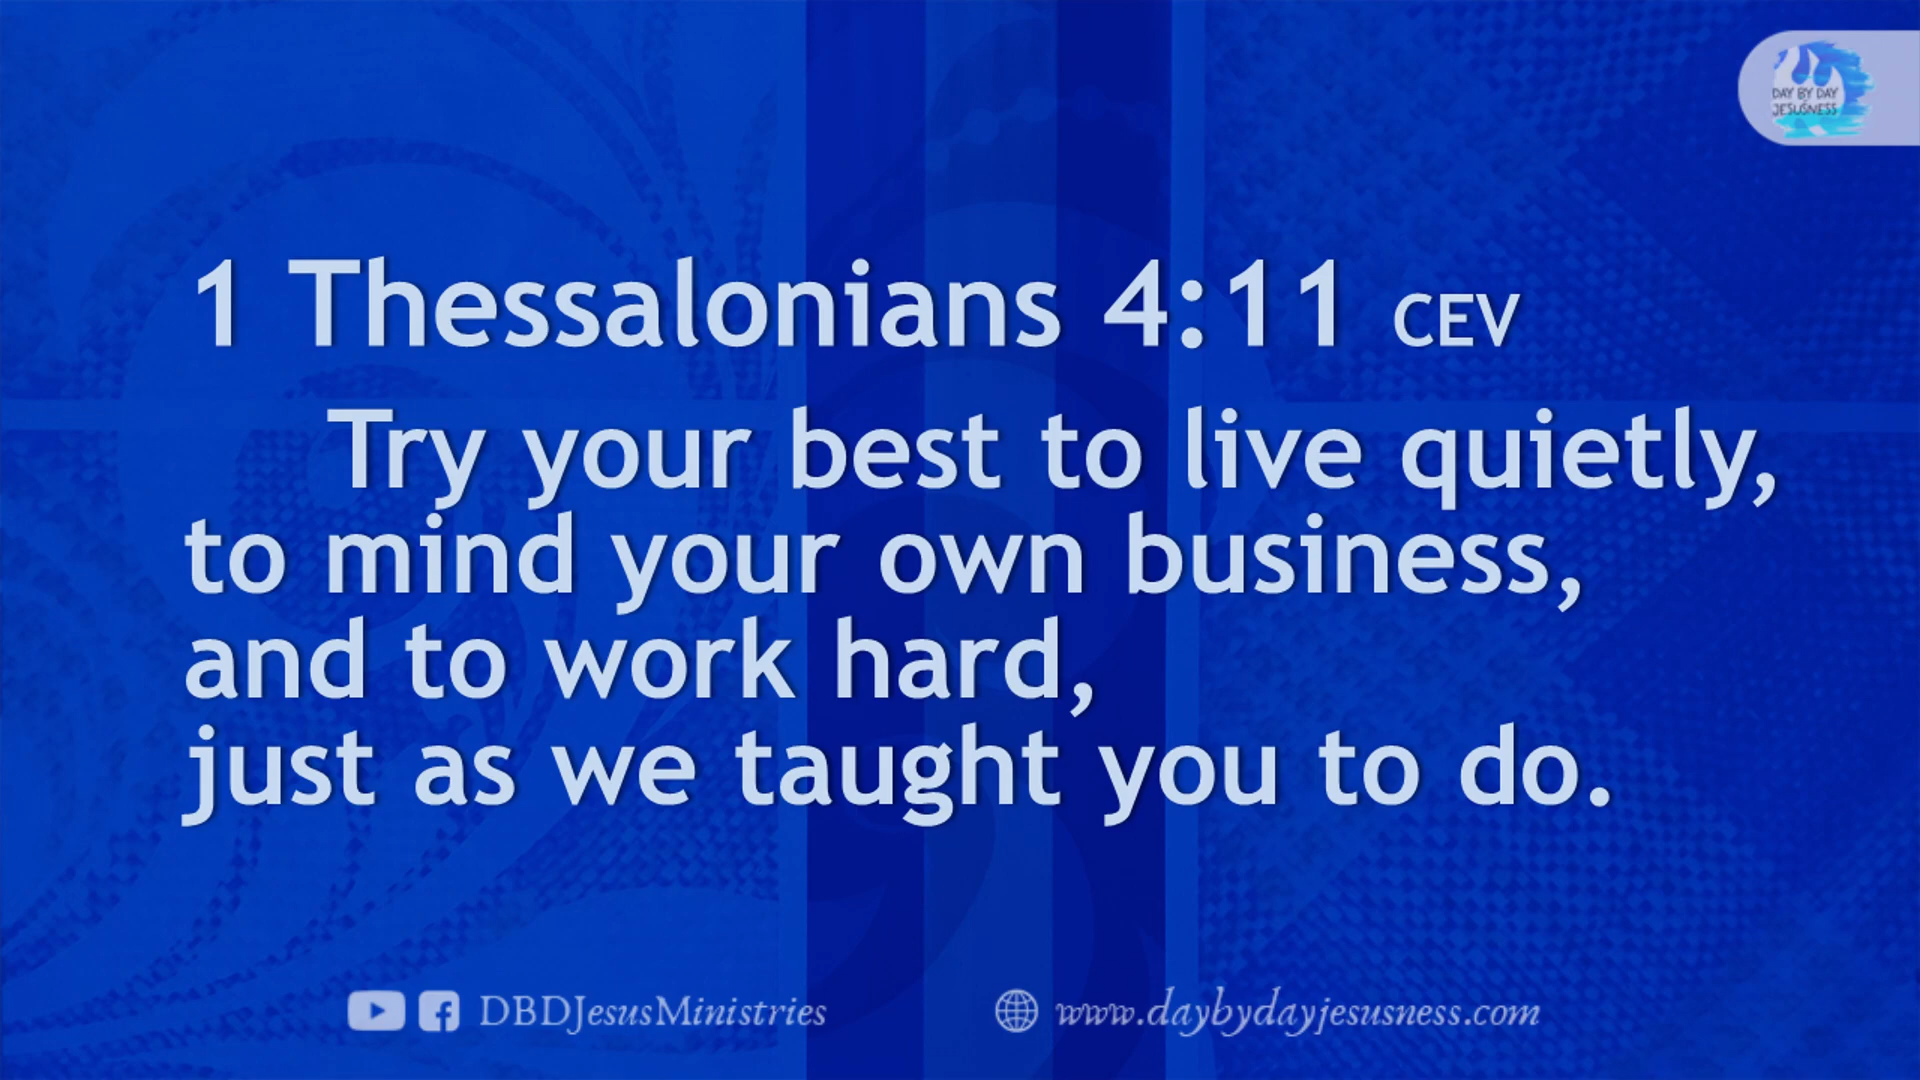 DAY BY DAY
JESUSNESS
1 Thessalonians 4:11 CEV
Try your best to live quietly,
to mind your own business,
and to work hard,
just as we taught you to do.
DBDJesusMinistries
www.daybydayjesusness.com